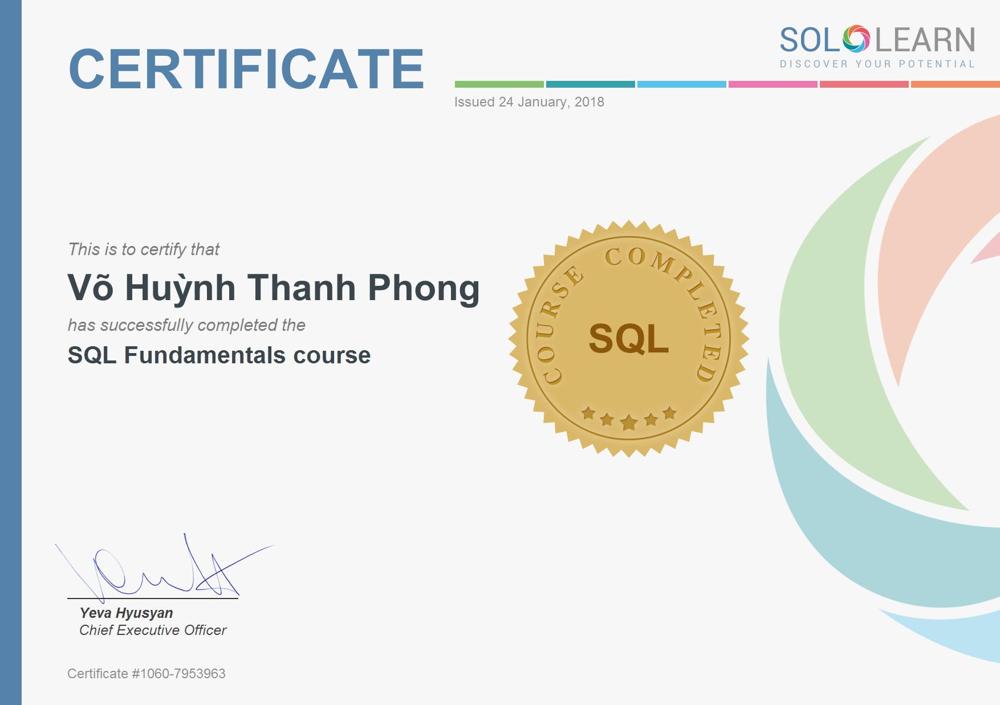 SOLOLEARN
DISCOVER YOUR POTENTIAL
CERTIFICATE
Issued 24 January, 2018
This is to certify that
Võ Huỳnh Thanh Phong
has successfully completed the
SQL Fundamentals course
COURSE COMPLETED
SQL
Yeva Hyusyan
Chief Executive Officer
Certificate #1060-7953963